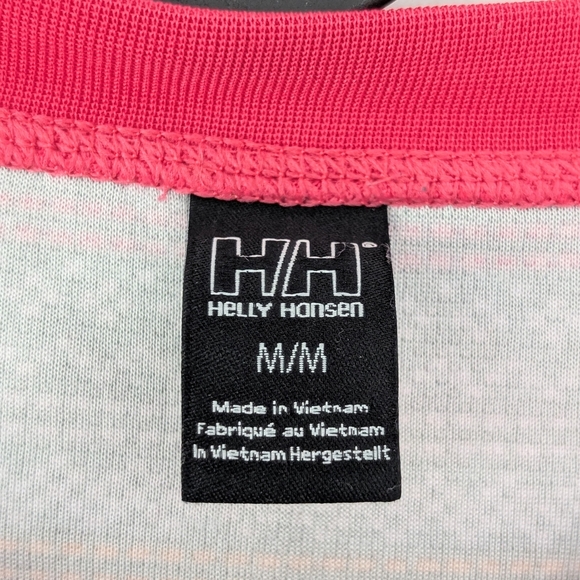 HH
HELLY HANSEN
M/M
Made in Vietnam
Fabriqué au Vietnam
In Vietnam Hergestellt